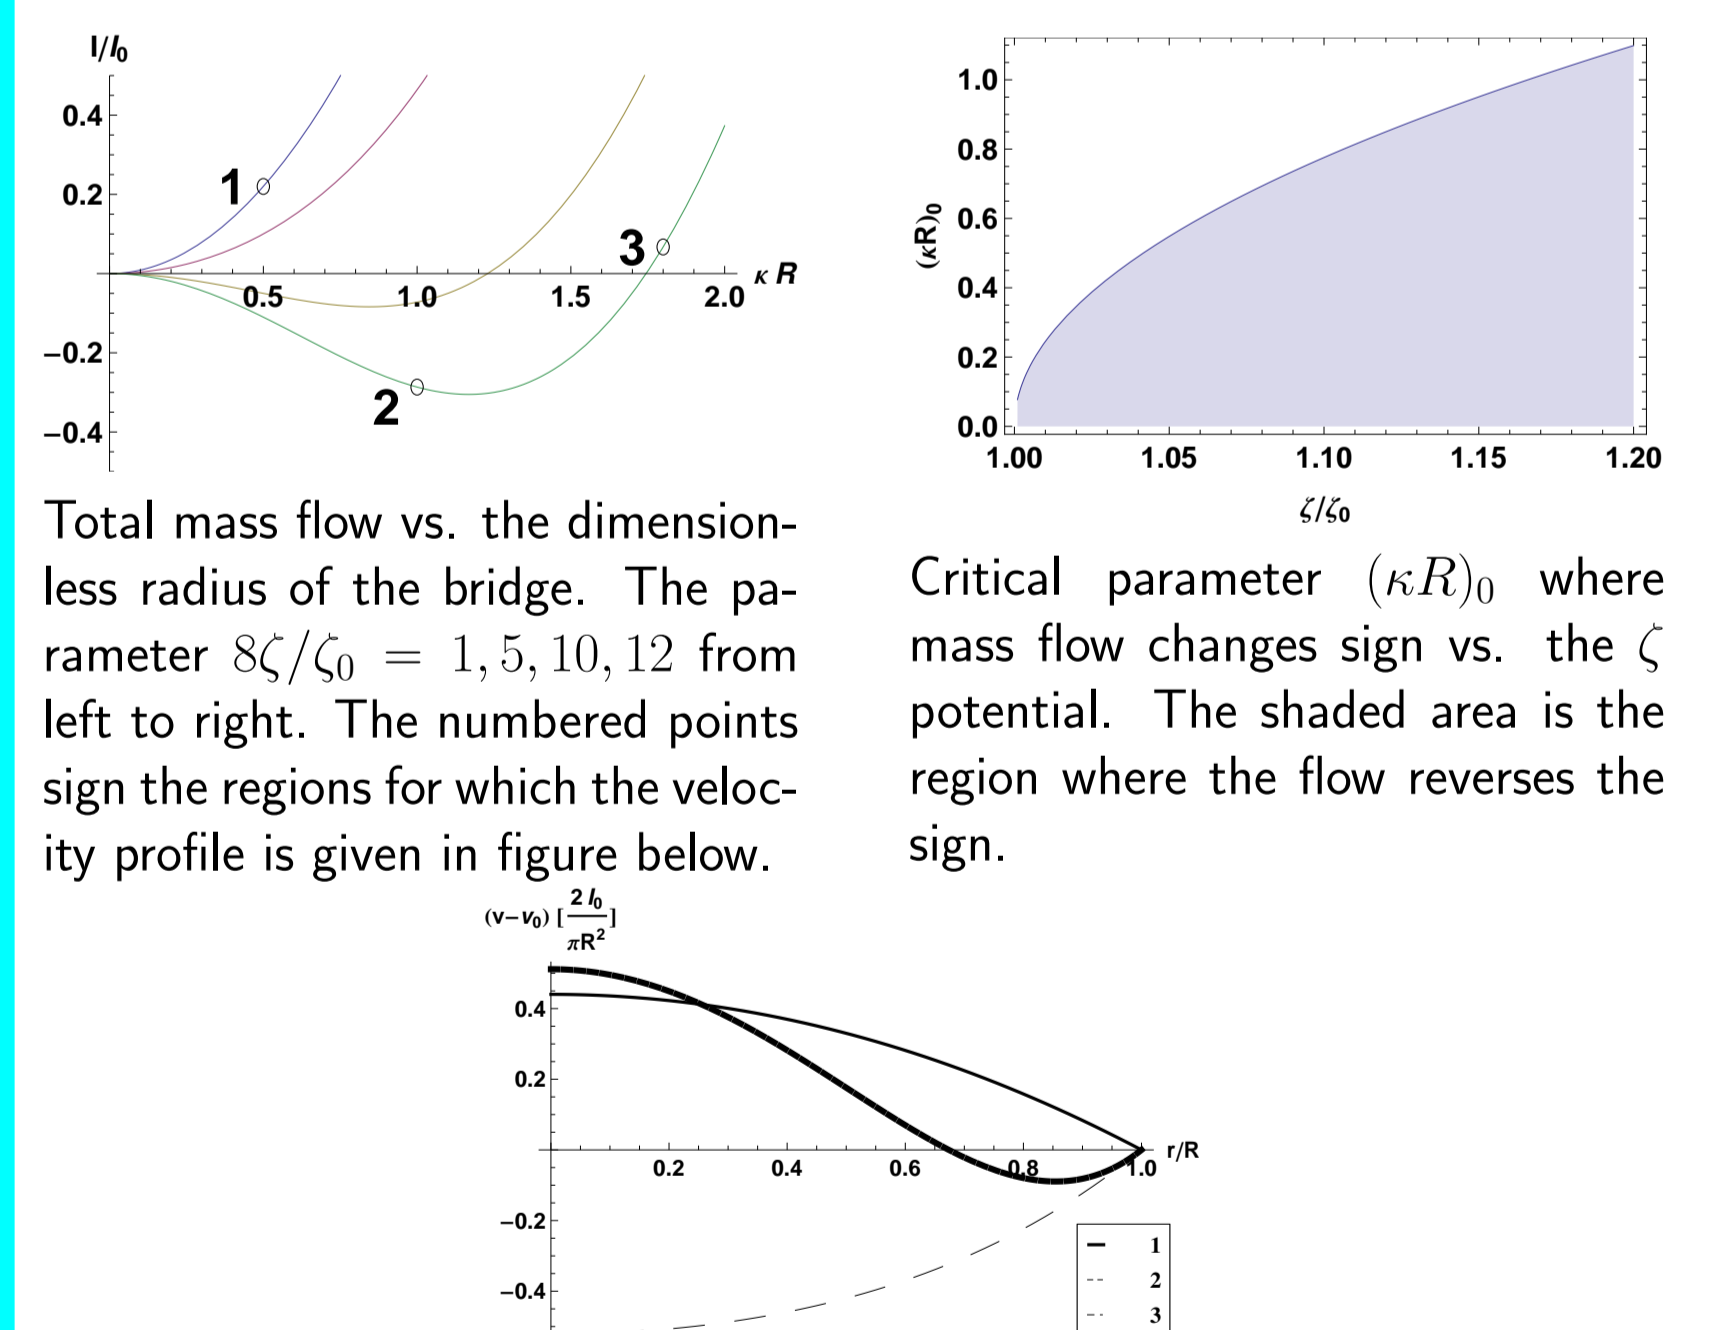 I/I0
0.4
0.2
−0.2
−0.4
0.5
1.0
1.5
2.0
κ R
1
2
3
Total mass flow vs. the dimension-
less radius of the bridge. The pa-
rameter 8ζ/ζ0 = 1, 5, 10, 12 from
left to right. The numbered points
sign the regions for which the veloc-
ity profile is given in figure below.
(κR)0
1.0
0.8
0.6
0.4
0.2
0.0
1.00
1.05
1.10
1.15
1.20
ζ/ζ0
Critical parameter (κR)0 where
mass flow changes sign vs. the ζ
potential. The shaded area is the
region where the flow reverses the
sign.
(v−v0) [2 I0/πR²]
0.4
0.2
−0.2
−0.4
0.2
0.4
0.6
0.8
1.0
r/R
1
2
3